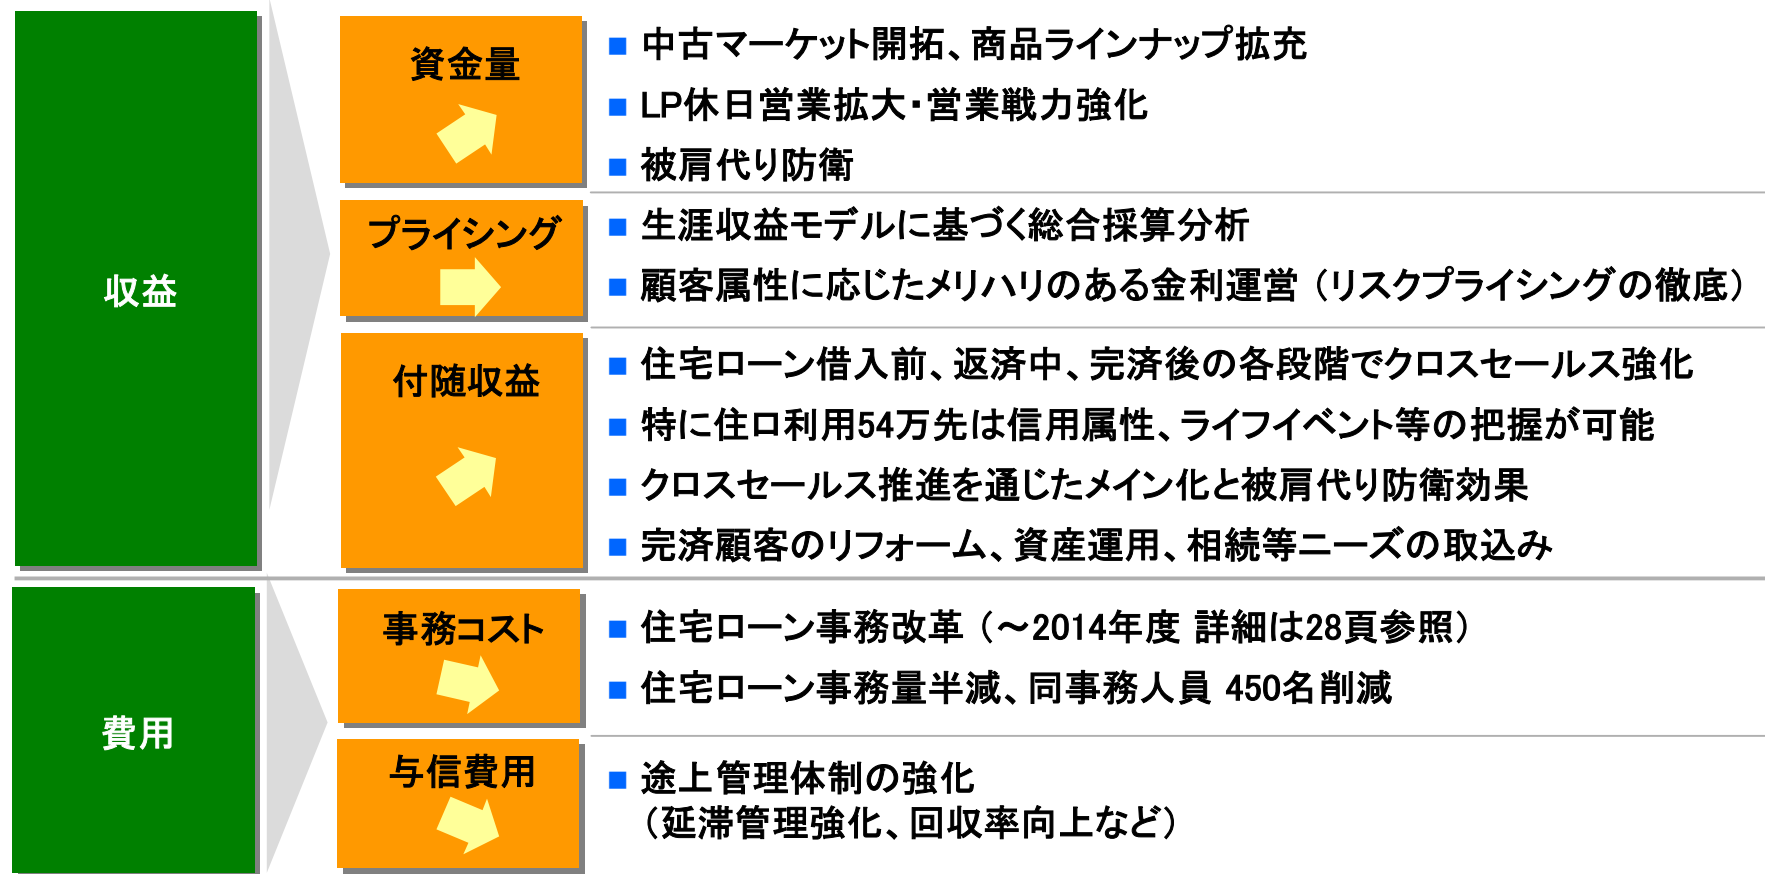 収益
資金量
■ 中古マーケット開拓、商品ラインナップ拡充
■ LP休日営業拡大・営業戦力強化
■ 被肩代り防衛
プライシング
■ 生涯収益モデルに基づく総合採算分析
■ 顧客属性に応じたメリハリのある金利運営（リスクプライシングの徹底）
付随収益
■ 住宅ローン借入前、返済中、完済後の各段階でクロスセールス強化
■ 特に住ロ利用54万先は信用属性、ライフイベント等の把握が可能
■ クロスセールス推進を通じたメイン化と被肩代り防衛効果
■ 完済顧客のリフォーム、資産運用、相続等ニーズの取込み
費用
事務コスト
■ 住宅ローン事務改革（～2014年度 詳細は28頁参照）
■ 住宅ローン事務量半減、同事務人員 450名削減
与信費用
■ 途上管理体制の強化
（延滞管理強化、回収率向上など）